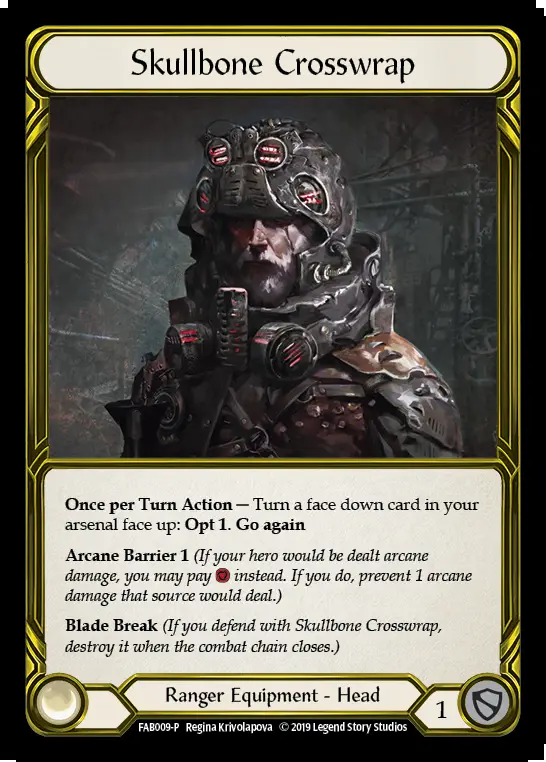 Skullbone Crosswrap
Once per Turn Action — Turn a face down card in your
arsenal face up: Opt 1. Go again
Arcane Barrier 1 (If your hero would be dealt arcane
damage, you may pay instead. If you do, prevent 1 arcane
damage that source would deal.)
Blade Break (If you defend with Skullbone Crosswrap,
destroy it when the combat chain closes.)
Ranger Equipment - Head
1
FAB009-P Regina Krivolapova © 2019 Legend Story Studios